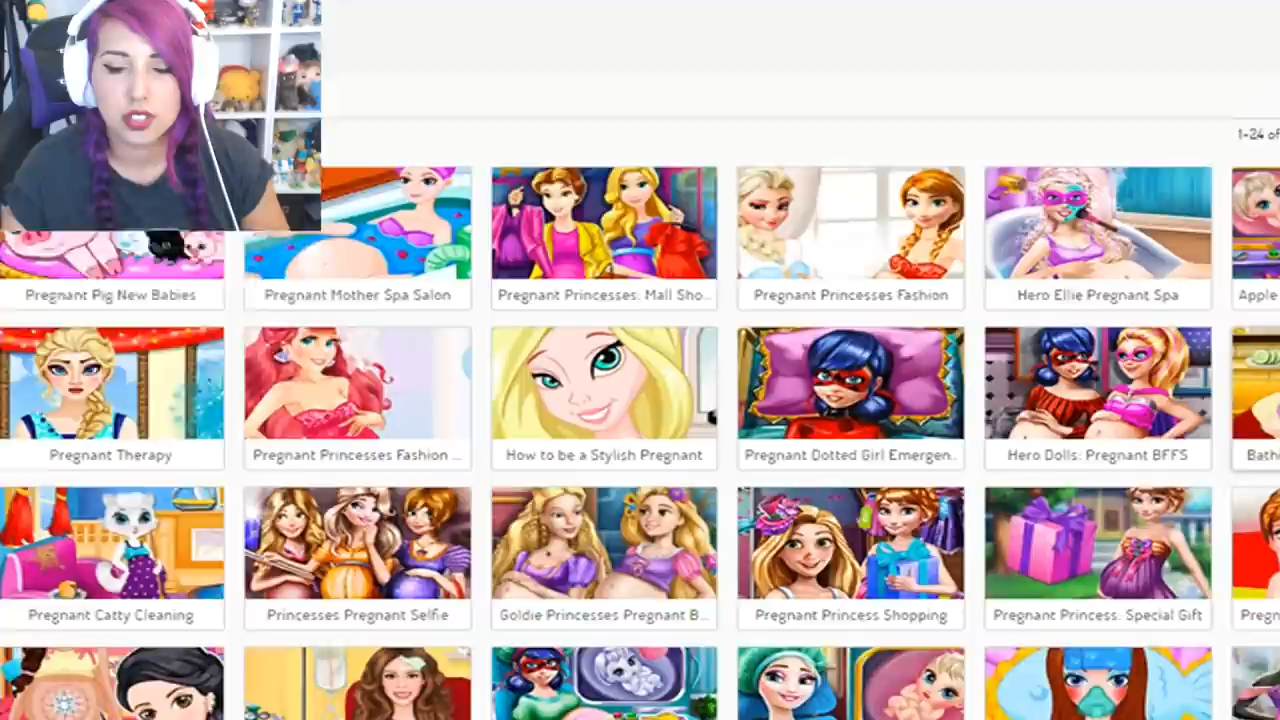 1-24 of
Pregnant Pig New Babies
Pregnant Mother Spa Salon
Pregnant Princesses: Mall Sho...
Pregnant Princesses Fashion
Hero Ellie Pregnant Spa
Apple
Pregnant Therapy
Pregnant Princesses Fashion ...
How to be a Stylish Pregnant
Pregnant Dotted Girl Emergen..
Hero Dolls: Pregnant BFFS
Bathi
Pregnant Catty Cleaning
Princesses Pregnant Selfie
Goldie Princesses Pregnant B...
Pregnant Princess Shopping
Pregnant Princess: Special Gift
Pregn